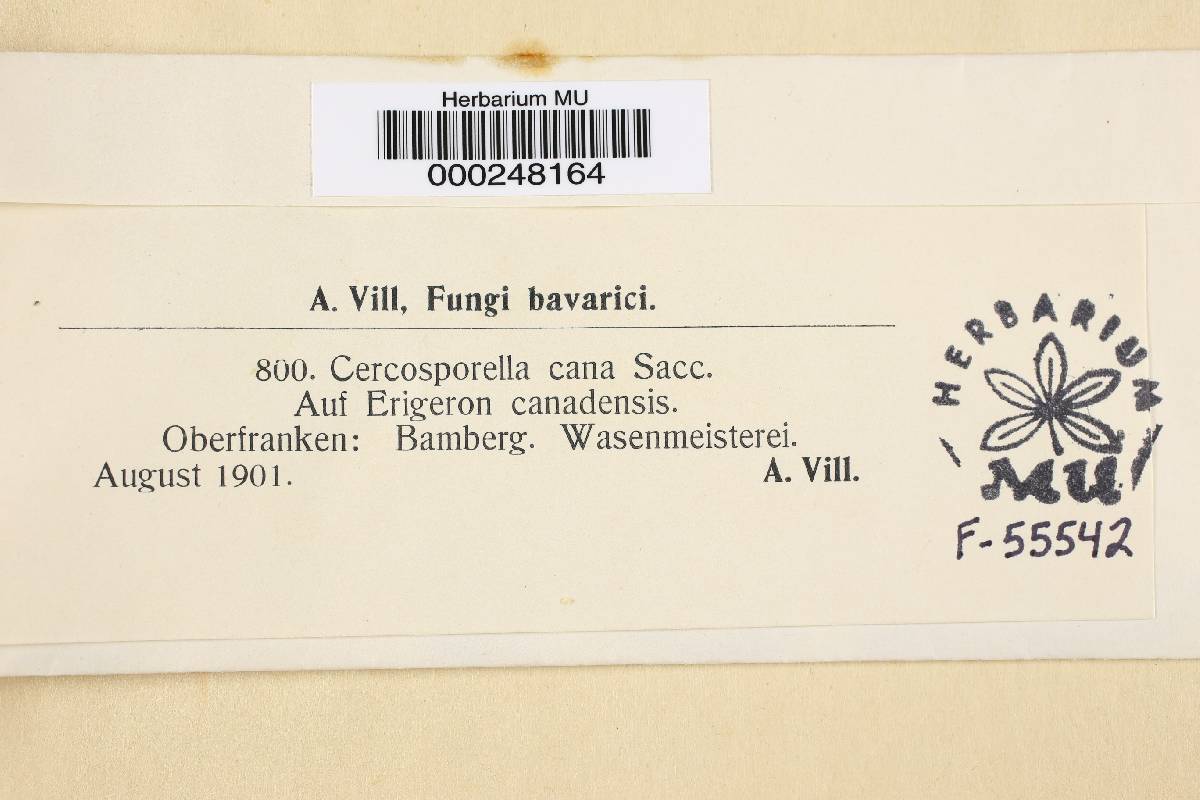 Herbarium MU
000248164
A. Vill, Fungi bavarici.
800. Cercosporella cana Sacc.
Auf Erigeron canadensis.
Oberfranken: Bamberg. Wasenmeisterei.
August 1901.
A. Vill.
HERBARIUM
MU
F-55542